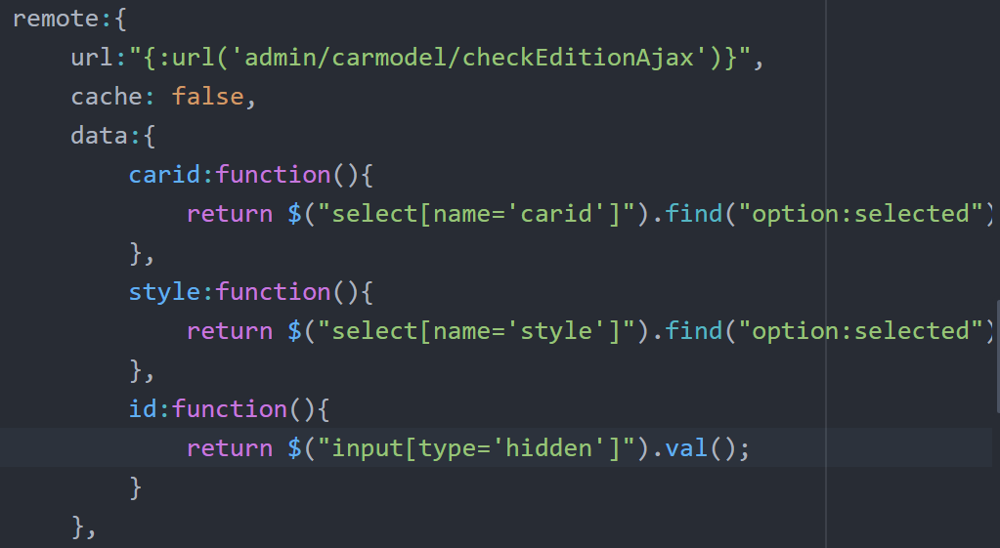 remote:{
url:"{:url('admin/carmodel/checkEditionAjax')}",
cache: false,
data:{
carid:function(){
return $("select[name='carid']").find("option:selected")
},
style:function(){
return $("select[name='style']").find("option:selected")
},
id:function(){
return $("input[type='hidden']").val();
}
},